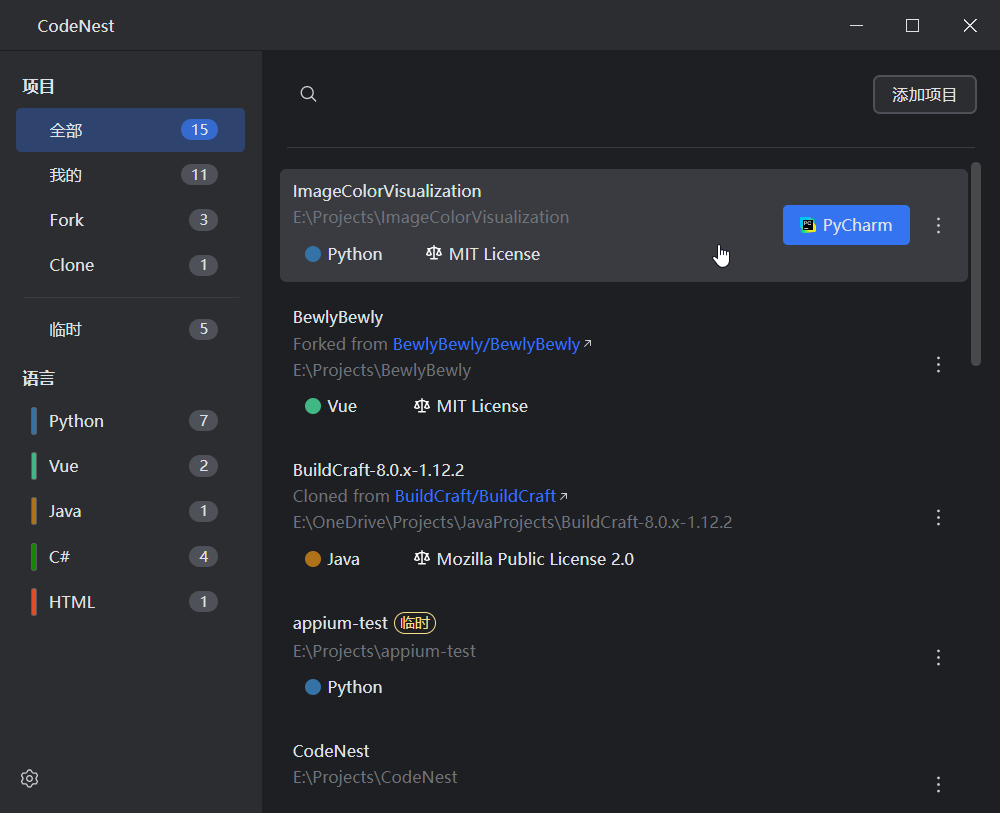 CodeNest
项目
全部 15
我的 11
Fork 3
Clone 1
临时 5
语言
Python 7
Vue 2
Java 1
C# 4
HTML 1
添加项目
ImageColorVisualization
E:\Projects\ImageColorVisualization
Python MIT License
PC PyCharm
BewlyBewly
Forked from BewlyBewly/BewlyBewly
E:\Projects\BewlyBewly
Vue MIT License
BuildCraft-8.0.x-1.12.2
Cloned from BuildCraft/BuildCraft
E:\OneDrive\Projects\JavaProjects\BuildCraft-8.0.x-1.12.2
Java Mozilla Public License 2.0
appium-test 临时
E:\Projects\appium-test
Python
CodeNest
E:\Projects\CodeNest